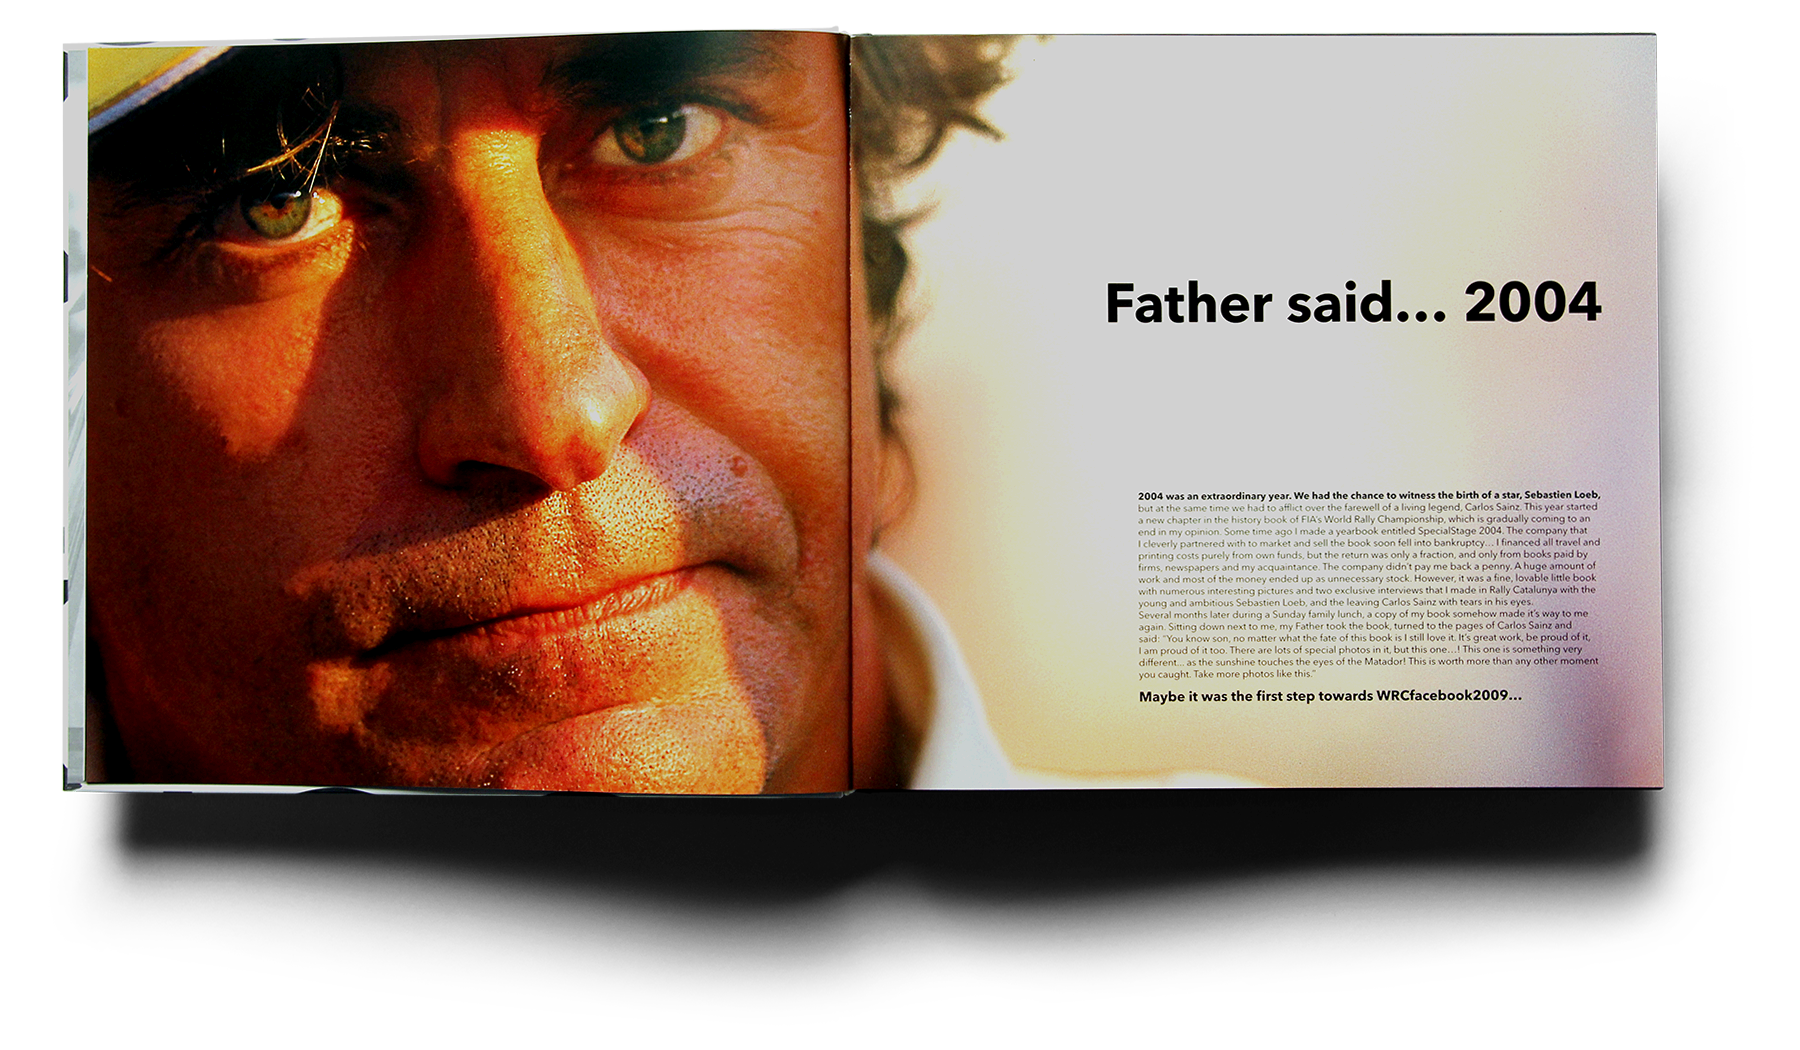 Father said... 2004
2004 was an extraordinary year. We had the chance to witness the birth of a star, Sebastien Loeb,
but at the same time we had to afflict over the farewell of a living legend, Carlos Sainz. This year started
a new chapter in the history book of FIA's World Rally Championship, which is gradually coming to an
end in my opinion. Some time ago I made a yearbook entitled SpecialStage 2004. The company that
I cleverly partnered with to market and sell the book soon fell into bankruptcy... I financed all travel and
printing costs purely from own funds, but the return was only a fraction, and only from books paid by
firms, newspapers and my acquaintance. The company didn't pay me back a penny. A huge amount of
work and most of the money ended up as unnecessary stock. However, it was a fine, lovable little book
with numerous interesting pictures and two exclusive interviews that I made in Rally Catalunya with the
young and ambitious Sebastien Loeb, and the leaving Carlos Sainz with tears in his eyes.
Several months later during a Sunday family lunch, a copy of my book somehow made it's way to me
again. Sitting down next to me, my Father took the book, turned to the pages of Carlos Sainz and
said: "You know son, no matter what the fate of this book is I still love it. It's great work, be proud of it,
I am proud of it too. There are lots of special photos in it, but this one...! This one is something very
different... as the sunshine touches the eyes of the Matador! This is worth more than any other moment
you caught. Take more photos like this."
Maybe it was the first step towards WRCfacebook2009...